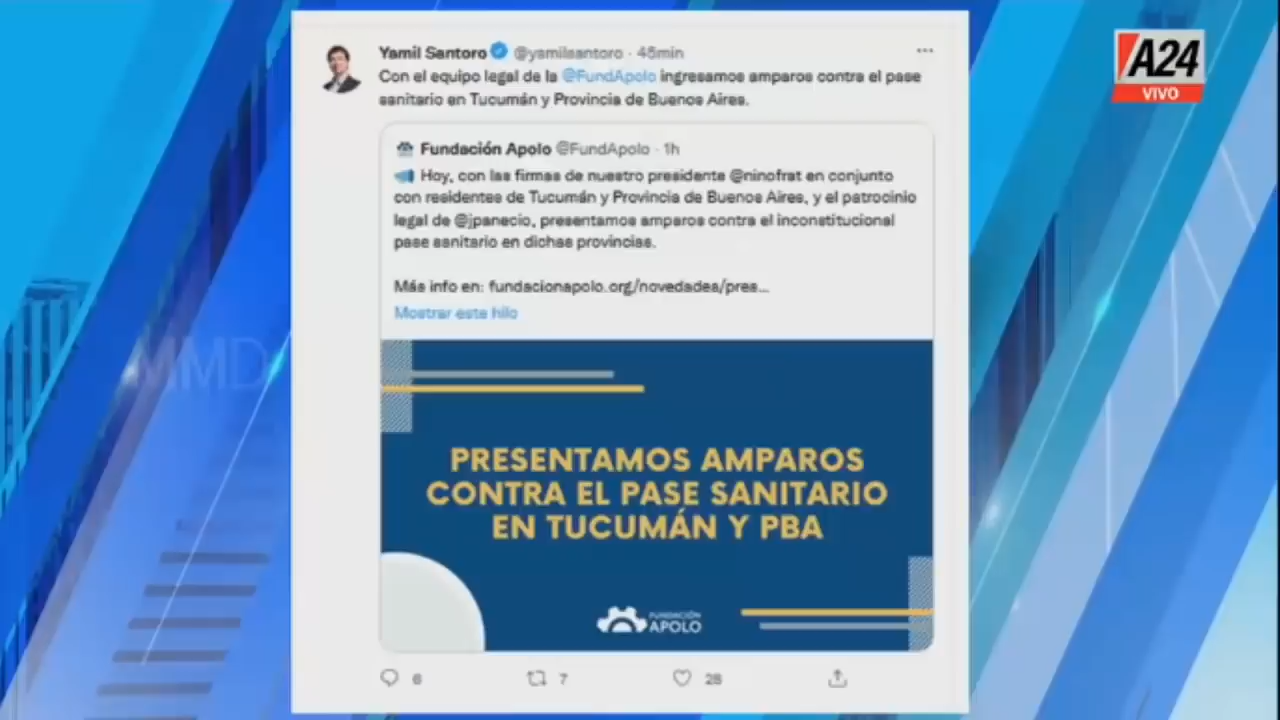 Yamil Santoro @yamilsantoro · 45min
Con el equipo legal de la @FundApolo ingresamos amparos contra el pase
sanitario en Tucumán y Provincia de Buenos Aires.
Fundación Apolo @FundApolo · 1h
Hoy, con las firmas de nuestro presidente @ninofrat en conjunto
con residentes de Tucumán y Provincia de Buenos Aires, y el patrocinio
legal de @jpanecio, presentamos amparos contra el inconstitucional
pase sanitario en dichas provincias.
Más info en: fundacionapolo.org/novedades/pres...
Mostrar este hilo
PRESENTAMOS AMPAROS
CONTRA EL PASE SANITARIO
EN TUCUMÁN Y PBA
FUNDACIÓN
APOLO
6 7 28
A24
VIVO
MMD